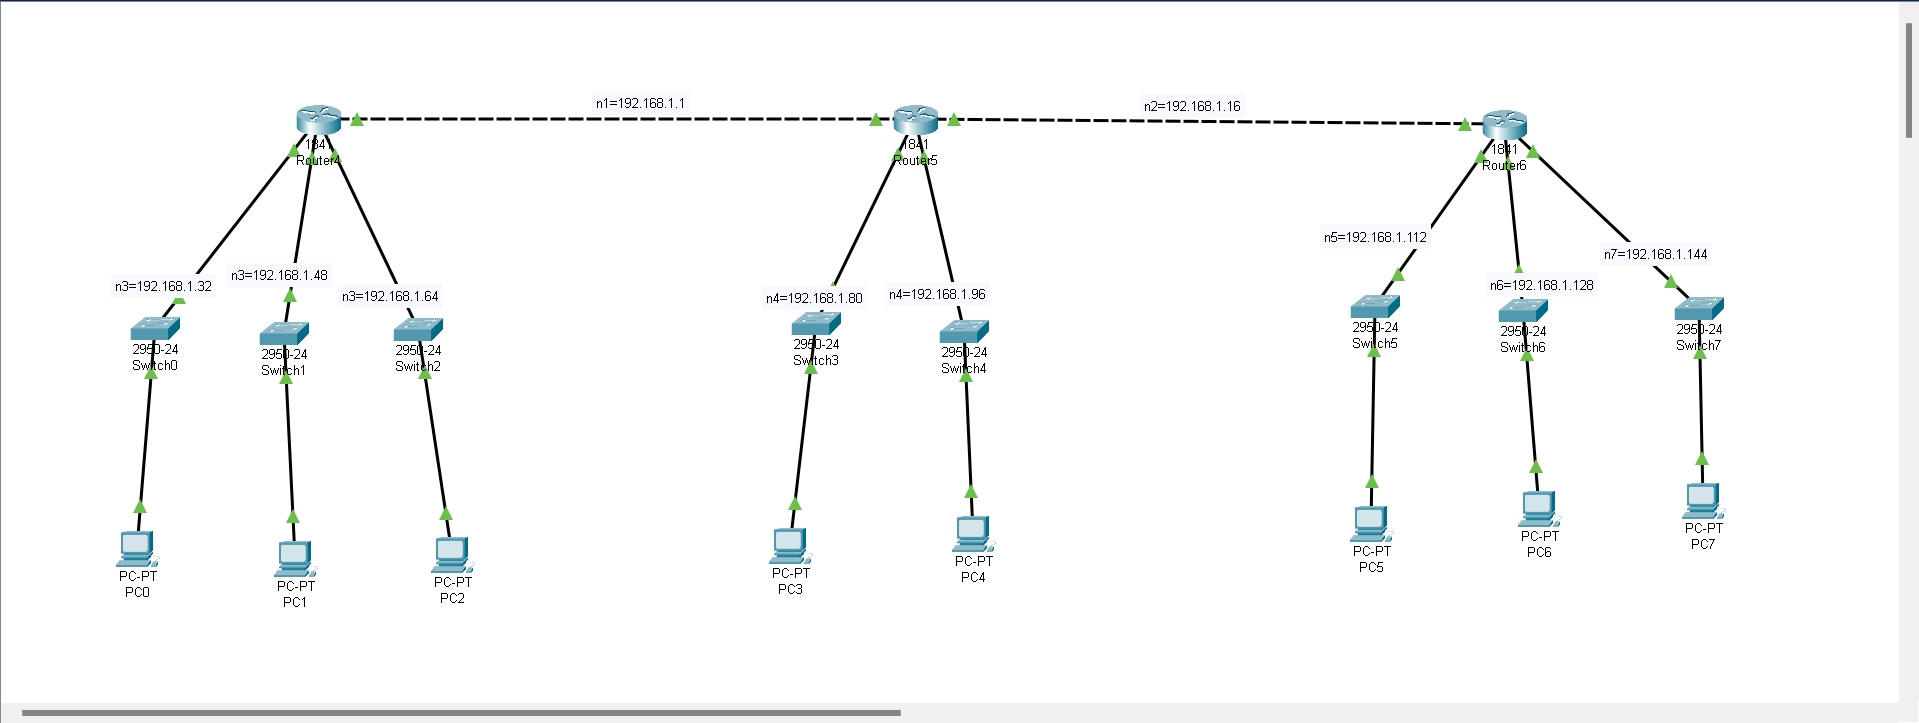 n1=192.168.1.1
n2=192.168.1.16
1841
Router4
1841
Router5
1841
Router6
n3=192.168.1.32
n3=192.168.1.48
n3=192.168.1.64
n4=192.168.1.80
n4=192.168.1.96
n5=192.168.1.112
n6=192.168.1.128
n7=192.168.1.144
2950-24
Switch0
2950-24
Switch1
2950-24
Switch2
2950-24
Switch3
2950-24
Switch4
2950-24
Switch5
2950-24
Switch6
2950-24
Switch7
PC-PT
PC0
PC-PT
PC1
PC-PT
PC2
PC-PT
PC3
PC-PT
PC4
PC-PT
PC5
PC-PT
PC6
PC-PT
PC7